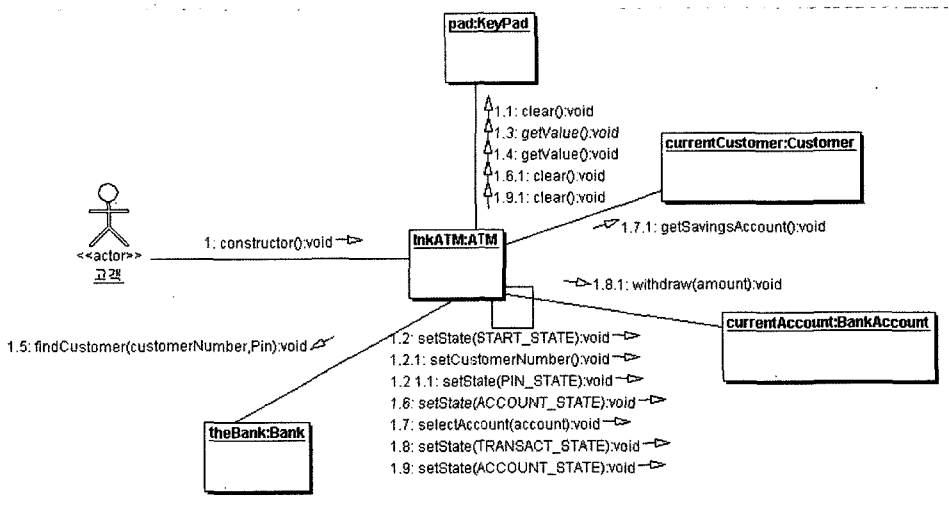 pad:KeyPad
1.1: clear():void
1.3: getValue():void
1.4: getValue():void
1.6.1: clear():void
1.9.1: clear():void
currentCustomer:Customer
1.7.1: getSavingsAccount():void
<<actor>>
고객
1: constructor():void
tnkATM:ATM
1.8.1: withdraw(amount):void
currentAccount:BankAccount
1.5: findCustomer(customerNumber,Pin):void
1.2: setState(START_STATE):void
1.2.1: setCustomerNumber():void
1.2 1.1: setState(PIN_STATE):void
1.6: setState(ACCOUNT_STATE):void
1.7: selectAccount(account):void
1.8: setState(TRANSACT_STATE):void
1.9: setState(ACCOUNT_STATE):void
theBank:Bank